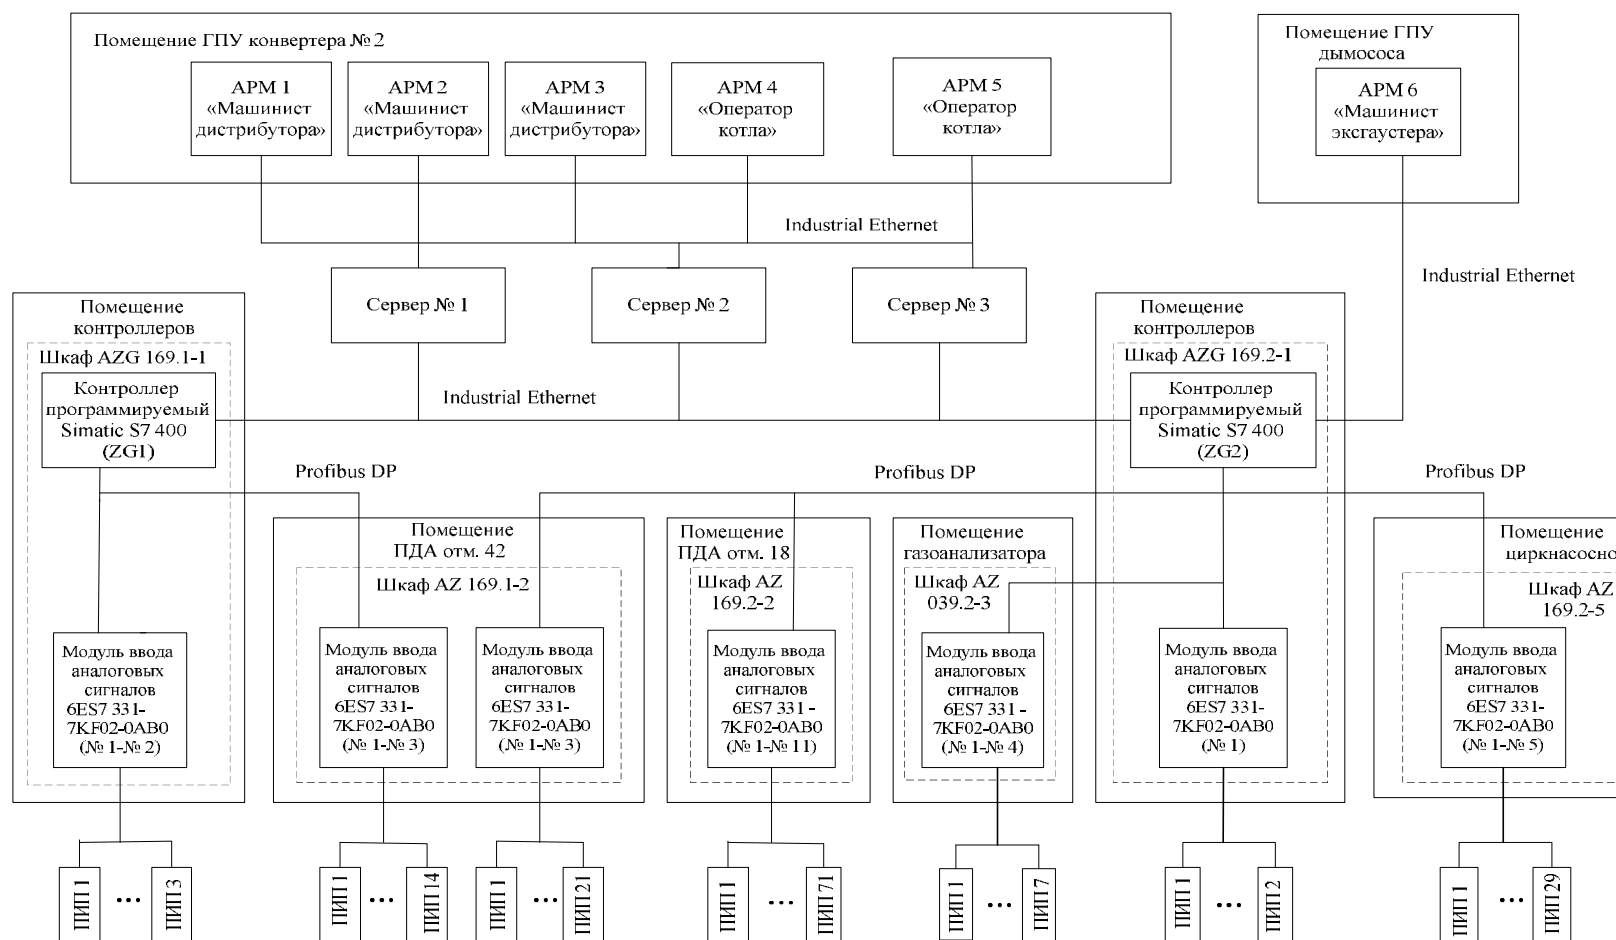 Помещение ГПУ конвертера № 2
АРМ 1
«Машинист
дистрибутора»
АРМ 2
«Машинист
дистрибутора»
АРМ 3
«Машинист
дистрибутора»
АРМ 4
«Оператор
котла»
АРМ 5
«Оператор
котла»
Помещение ГПУ
дымососа
АРМ 6
«Машинист
эксгаустера»
Industrial Ethernet
Industrial Ethernet
Сервер № 1
Сервер № 2
Сервер № 3
Помещение
контроллеров
Шкаф AZG 169.1-1
Контроллер
программируемый
Simatic S7 400
(ZG1)
Industrial Ethernet
Помещение
контроллеров
Шкаф AZG 169.2-1
Контроллер
программируемый
Simatic S7 400
(ZG2)
Profibus DP
Profibus DP
Profibus DP
Помещение
ПДА отм. 42
Шкаф AZ 169.1-2
Помещение
ПДА отм. 18
Шкаф AZ
169.2-2
Помещение
газоанализатора
Шкаф AZ
039.2-3
Помещение
циркнасосно
Шкаф AZ
169.2-5
Модуль ввода
аналоговых
сигналов
6ES7 331-
7KF02-0AB0
(№ 1-№ 2)
Модуль ввода
аналоговых
сигналов
6ES7 331-
7KF02-0AB0
(№ 1-№ 3)
Модуль ввода
аналоговых
сигналов
6ES7 331-
7KF02-0AB0
(№ 1-№ 3)
Модуль ввода
аналоговых
сигналов
6ES7 331-
7KF02-0AB0
(№ 1-№ 11)
Модуль ввода
аналоговых
сигналов
6ES7 331 -
7KF02-0AB0
(№ 1-№ 4)
Модуль ввода
аналоговых
сигналов
6ES7 331-
7KF02-0AB0
(№ 1)
Модуль ввода
аналоговых
сигналов
6ES7 331-
7KF02-0AB0
(№ 1-№ 5)
ПИП 1
...
ПИП 3
ПИП 1
...
ПИП 14
ПИП 1
...
ПИП 21
ПИП 1
...
ПИП 71
ПИП 1
...
ПИП 7
ПИП 1
...
ПИП 2
ПИП 1
...
ПИП 29